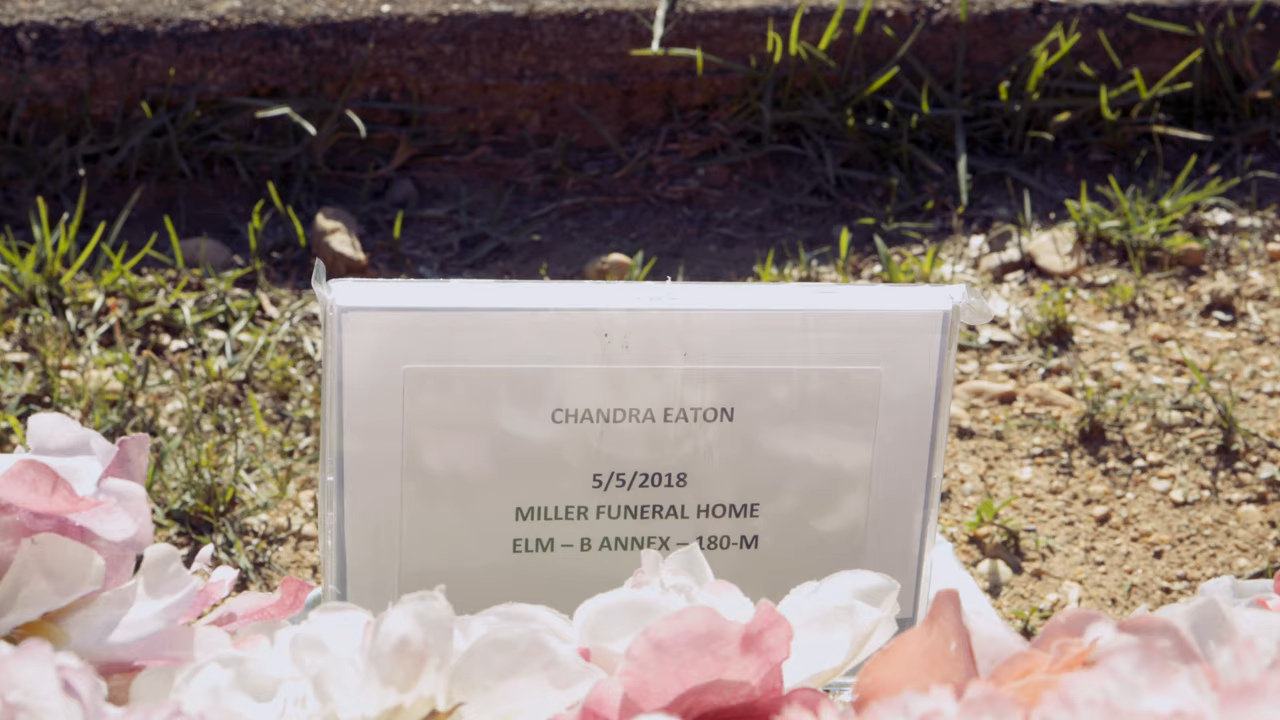 CHANDRA EATON
5/5/2018
MILLER FUNERAL HOME
ELM – B ANNEX – 180-M